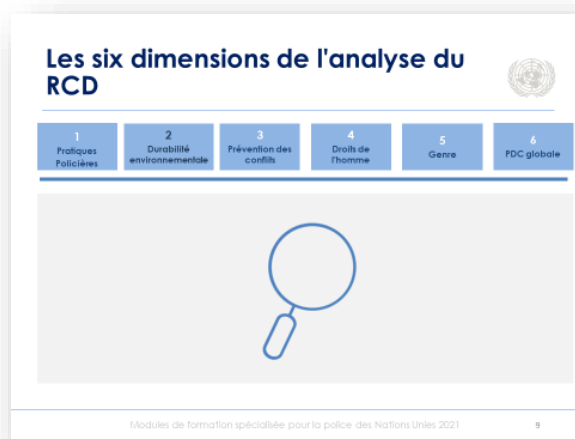 Les six dimensions de l'analyse du
RCD
1
Pratiques
Policières
2
Durabilité
environnementale
3
Prévention des
conflits
4
Droits de
l'homme
5
Genre
6
PDC globale
Modules de formation spécialisée pour la police des Nations Unies 2021
9